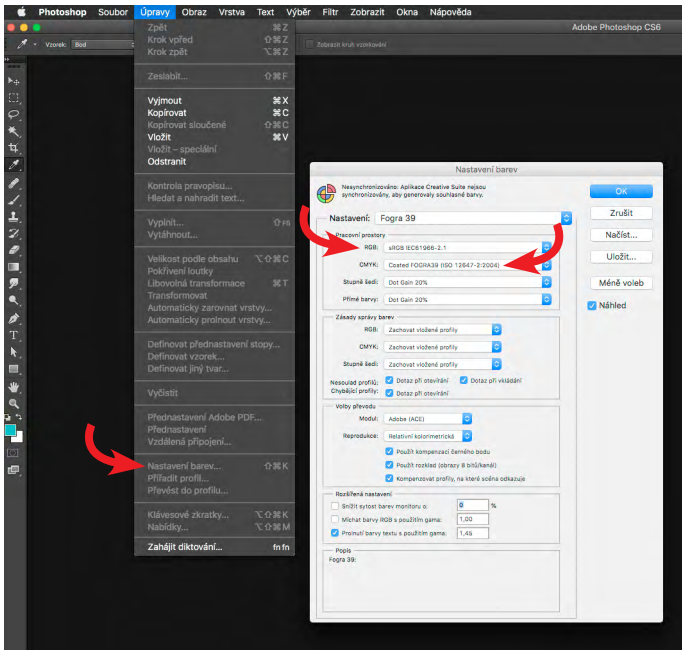 Photoshop Soubor Úpravy Obraz Vrstva Text Výběr Filtr Zobrazit Okna Nápověda
Adobe Photoshop CS6
Vzorek: Bod
Zobrazit kruh vzorkování
Zpět ⌘Z
Krok vpřed ⇧⌘Z
Krok zpět ⌥⌘Z
Zeslabit... ⇧⌘F
Vyjmout ⌘X
Kopírovat ⌘C
Kopírovat sloučené ⇧⌘C
Vložit ⌘V
Vložit – speciální
Odstranit
Kontrola pravopisu...
Hledat a nahradit text...
Vyplnit... ⇧F5
Vytáhnout...
Velikost podle obsahu ⌥⇧⌘C
Pokřivení loutky
Libovolná transformace ⌘T
Transformovat
Automaticky zarovnat vrstvy...
Automaticky prolnout vrstvy...
Definovat přednastavení stopy...
Definovat vzorek...
Definovat jiný tvar...
Vyčistit
Přednastavení Adobe PDF...
Přednastavení
Vzdálená připojení...
Nastavení barev... ⇧⌘K
Přiřadit profil...
Převést do profilu...
Klávesové zkratky... ⌥⇧⌘K
Nabídky... ⌥⇧⌘M
Zahájit diktování... fn fn
Nastavení barev
Nesynchronizováno: Aplikace Creative Suite nejsou
synchronizovány, aby generovaly souhlasné barvy.
Nastavení: Fogra 39
Pracovní prostory
RGB: sRGB IEC61966-2.1
CMYK: Coated FOGRA39 (ISO 12647-2:2004)
Stupně šedi: Dot Gain 20%
Přímé barvy: Dot Gain 20%
Zásady správy barev
RGB: Zachovat vložené profily
CMYK: Zachovat vložené profily
Stupně šedi: Zachovat vložené profily
Nesoulad profilů: Dotaz při otevírání Dotaz při vkládání
Chybějící profily: Dotaz při otevírání
Volby převodu
Modul: Adobe (ACE)
Reprodukce: Relativní kolorimetrická
Použít kompenzaci černého bodu
Použít rozklad (obrazy 8 bitů/kanál)
Kompenzovat profily, na které scéna odkazuje
Rozšířená nastavení
Snížit sytost barev monitoru o: %
Míchat barvy RGB s použitím gama: 1,00
Prolnutí barvy textu s použitím gama: 1,45
Popis
Fogra 39:
OK
Zrušit
Načíst...
Uložit...
Méně voleb
Náhled